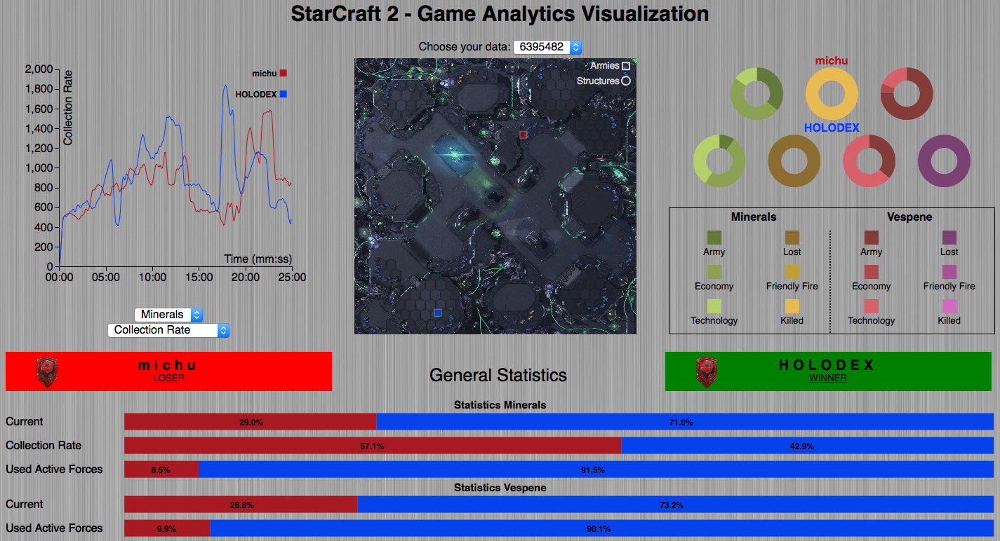 StarCraft 2 - Game Analytics Visualization
Choose your data: 6395482
2,000
1,800
1,600
1,400
1,200
1,000
800
600
400
200
0
Collection Rate
michu
HOLODEX
Time (mm:ss)
00:00 05:00 10:00 15:00 20:00 25:00
Minerals
Collection Rate
Armies
Structures
michu
HOLODEX
Minerals Vespene
Army Lost Army Lost
Economy Friendly Fire Economy Friendly Fire
Technology Killed Technology Killed
michu
LOSER
General Statistics
HOLODEX
WINNER
Statistics Minerals
Current 29.0% 71.0%
Collection Rate 57.1% 42.9%
Used Active Forces 8.5% 91.5%
Statistics Vespene
Current 26.8% 73.2%
Used Active Forces 9.9% 90.1%